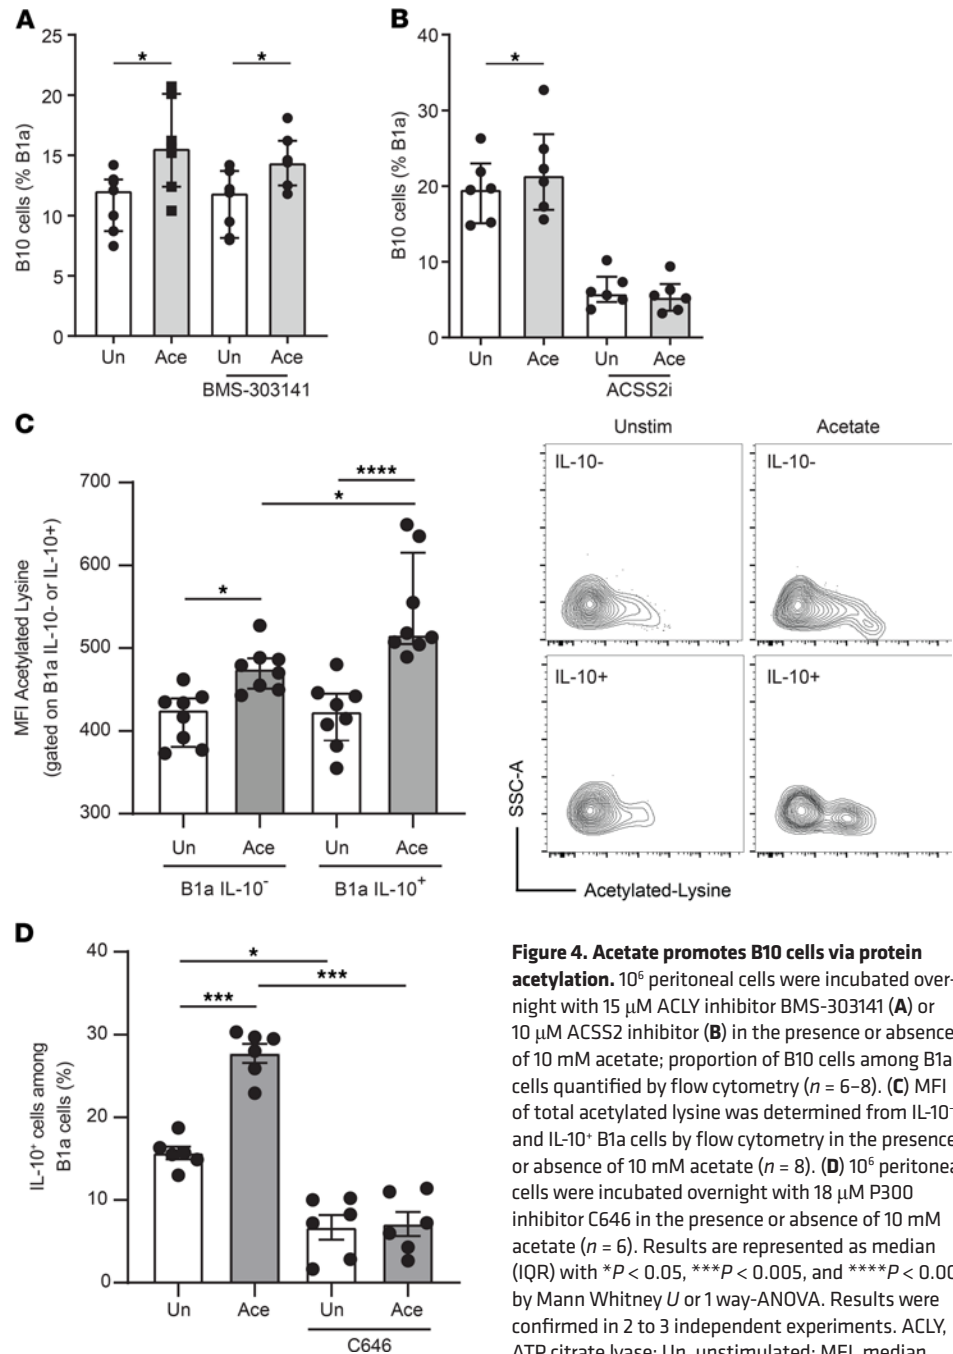 A
B10 cells (% B1a)
25
20
15
10
5
0
*
*
Un
Ace
Un
Ace
BMS-303141
B
B10 cells (% B1a)
40
30
20
10
0
*
Un
Ace
Un
Ace
ACSS2i
C
MFI Acetylated Lysine
(gated on B1a IL-10- or IL-10+)
700
600
500
400
300
*
*
****
Un
Ace
Un
Ace
B1a IL-10⁻
B1a IL-10⁺
Unstim
Acetate
IL-10-
IL-10-
IL-10+
IL-10+
SSC-A
Acetylated-Lysine
D
IL-10⁺ cells among
B1a cells (%)
40
30
20
10
0
*
***
***
Un
Ace
Un
Ace
C646
Figure 4. Acetate promotes B10 cells via protein
acetylation. 10⁶ peritoneal cells were incubated over-
night with 15 μM ACLY inhibitor BMS-303141 (A) or
10 μM ACSS2 inhibitor (B) in the presence or absence
of 10 mM acetate; proportion of B10 cells among B1a
cells quantified by flow cytometry (n = 6–8). (C) MFI
of total acetylated lysine was determined from IL-10⁻
and IL-10⁺ B1a cells by flow cytometry in the presence
or absence of 10 mM acetate (n = 8). (D) 10⁶ peritoneal
cells were incubated overnight with 18 μM P300
inhibitor C646 in the presence or absence of 10 mM
acetate (n = 6). Results are represented as median
(IQR) with *P < 0.05, ***P < 0.005, and ****P < 0.00
by Mann Whitney U or 1 way-ANOVA. Results were
confirmed in 2 to 3 independent experiments. ACLY,
ATP citrate lyase; Un, unstimulated; MFI, median